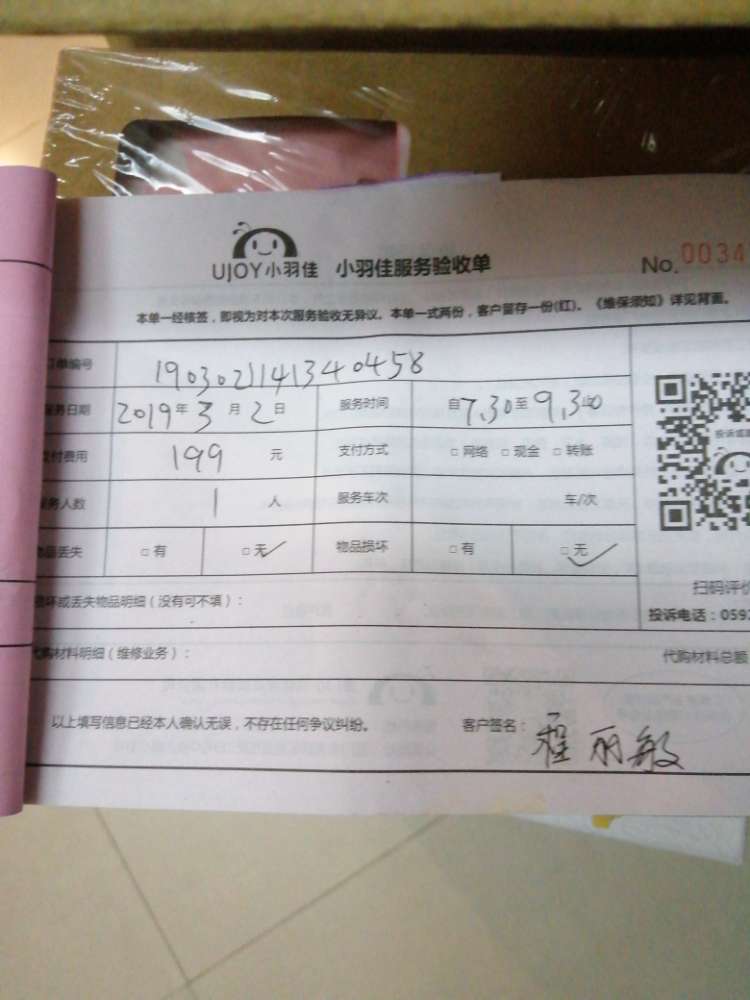 UJOY小羽佳 小羽佳服务验收单 No. 0034
本单一经核签，即视为对本次服务验收无异议。本单一式两份，客户留存一份(红)。《维保须知》详见背面。
订单编号 190302114134 0458
服务日期 2019年3月2日 服务时间 自7.30至9.30
支付费用 199 元 支付方式 □网络 □现金 □转账
服务人数 1 人 服务车次 车/次
物品丢失 □有 □无✓ 物品损坏 □有 □无✓
扫码评价
损坏或丢失物品明细（没有可不填）： 投诉电话：059
代购材料明细（维修业务）： 代购材料总额
以上填写信息已经本人确认无误，不存在任何争议纠纷。 客户签名：程丽敏